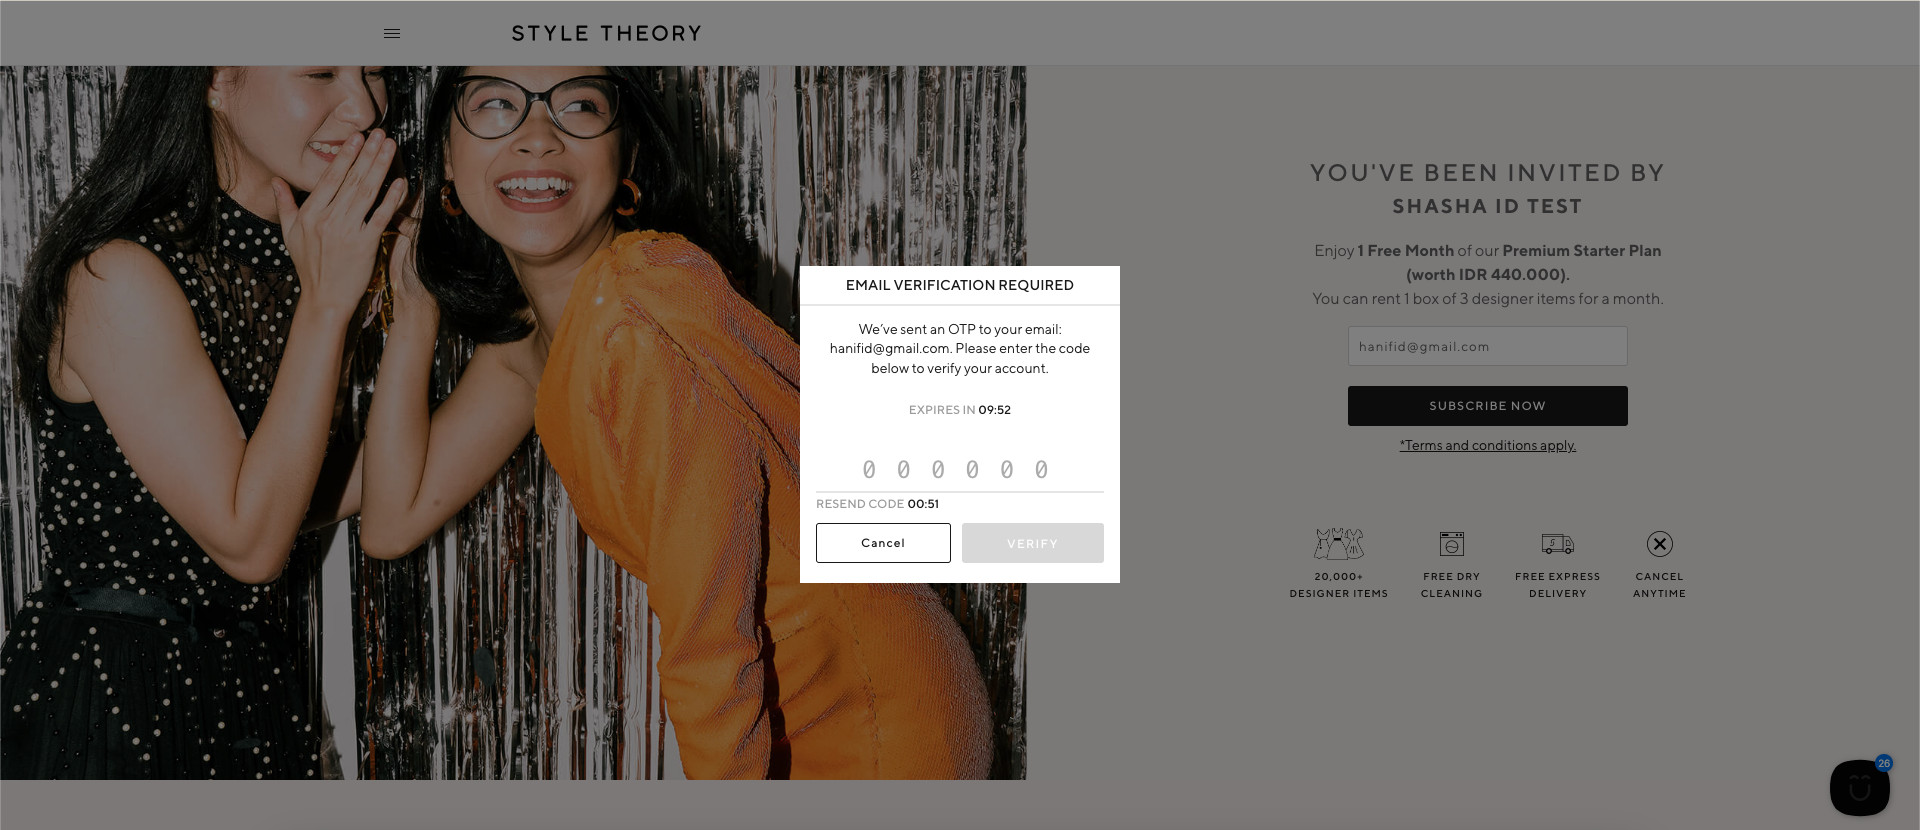 STYLE THEORY
YOU'VE BEEN INVITED BY
SHASHA ID TEST
Enjoy 1 Free Month of our Premium Starter Plan
(worth IDR 440.000).
You can rent 1 box of 3 designer items for a month.
hanifid@gmail.com
SUBSCRIBE NOW
*Terms and conditions apply.
20,000+
DESIGNER ITEMS
FREE DRY
CLEANING
FREE EXPRESS
DELIVERY
CANCEL
ANYTIME
EMAIL VERIFICATION REQUIRED
We've sent an OTP to your email:
hanifid@gmail.com. Please enter the code
below to verify your account.
EXPIRES IN 09:52
0 0 0 0 0 0
RESEND CODE 00:51
Cancel
VERIFY
26